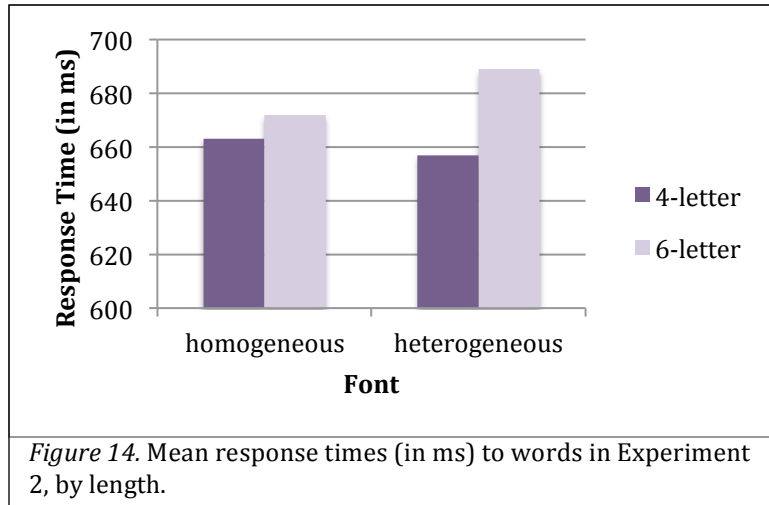 700
680
660
640
620
600
Response Time (in ms)
homogeneous heterogeneous
Font
4-letter
6-letter
Figure 14. Mean response times (in ms) to words in Experiment
2, by length.